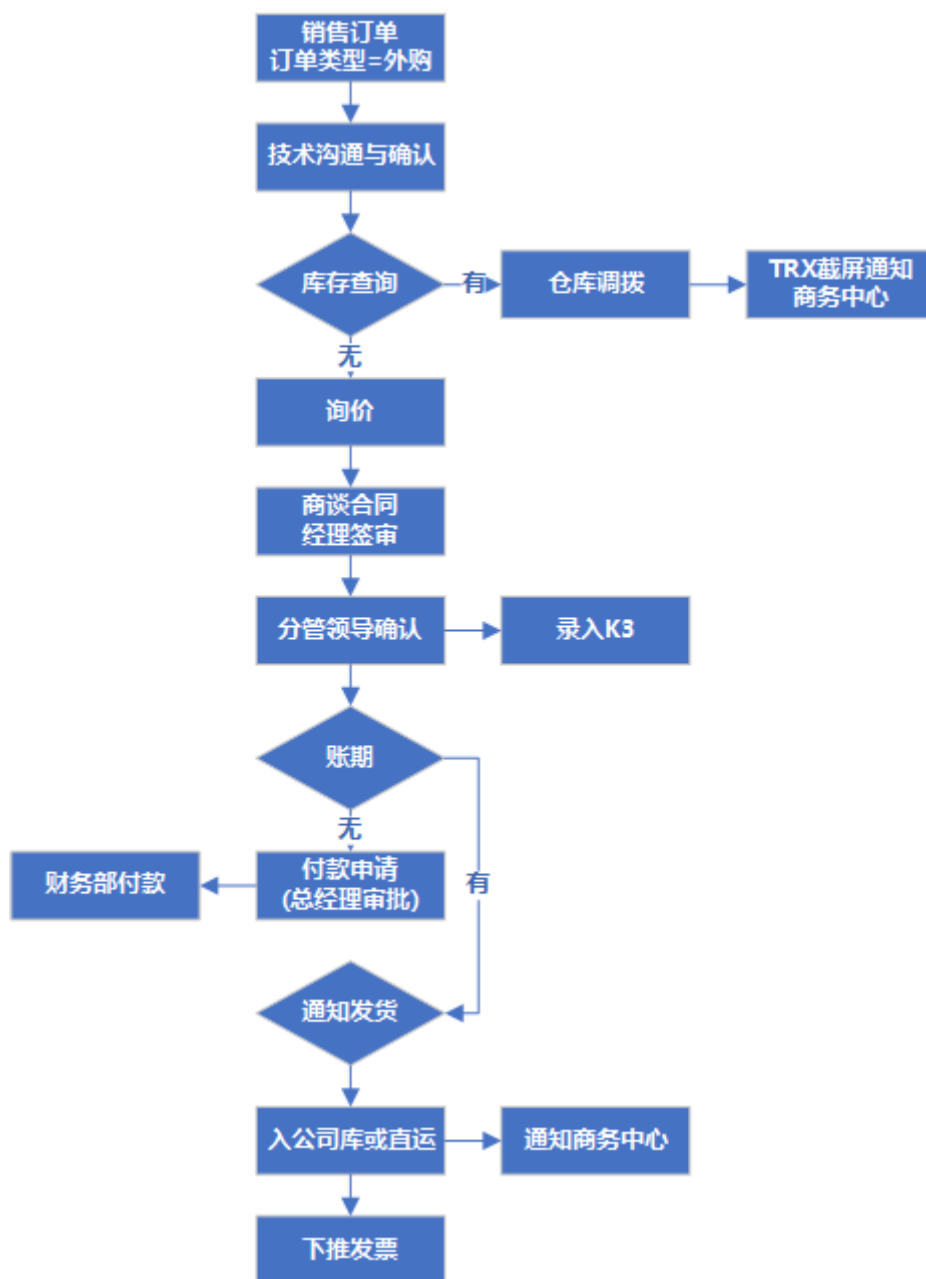 销售订单
订单类型=外购
技术沟通与确认
库存查询
有
仓库调拨
TRX截屏通知
商务中心
无
询价
商谈合同
经理签审
分管领导确认
录入K3
账期
无
财务部付款
付款申请
(总经理审批)
有
通知发货
入公司库或直运
通知商务中心
下推发票